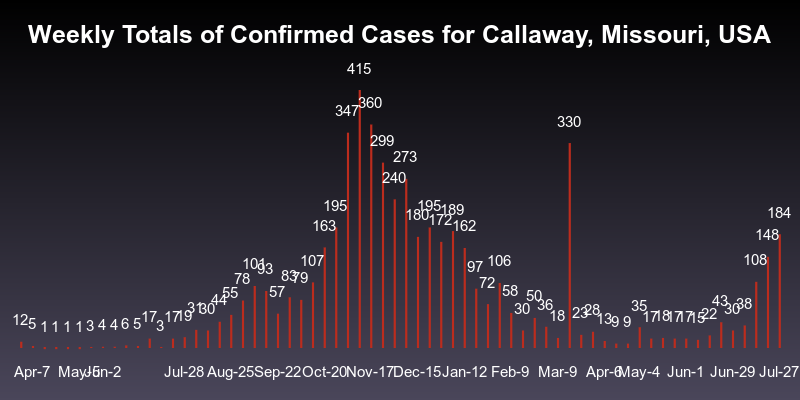 Weekly Totals of Confirmed Cases for Callaway, Missouri, USA
12 5 1 1 1 1 3 4 4 6 5 17 3 17 19 31 30 44 55 78 101 93 57 83 79 107 163 195 347 415 360 299 240 273 180 195 172 189 162 97 72 106 58 30 50 36 18 330 23 28 13 9 9 35 17 18 17 17 15 22 43 30 38 108 148 184
Apr-7 May-5 Jun-2 Jul-28 Aug-25 Sep-22 Oct-20 Nov-17 Dec-15 Jan-12 Feb-9 Mar-9 Apr-6 May-4 Jun-1 Jun-29 Jul-27